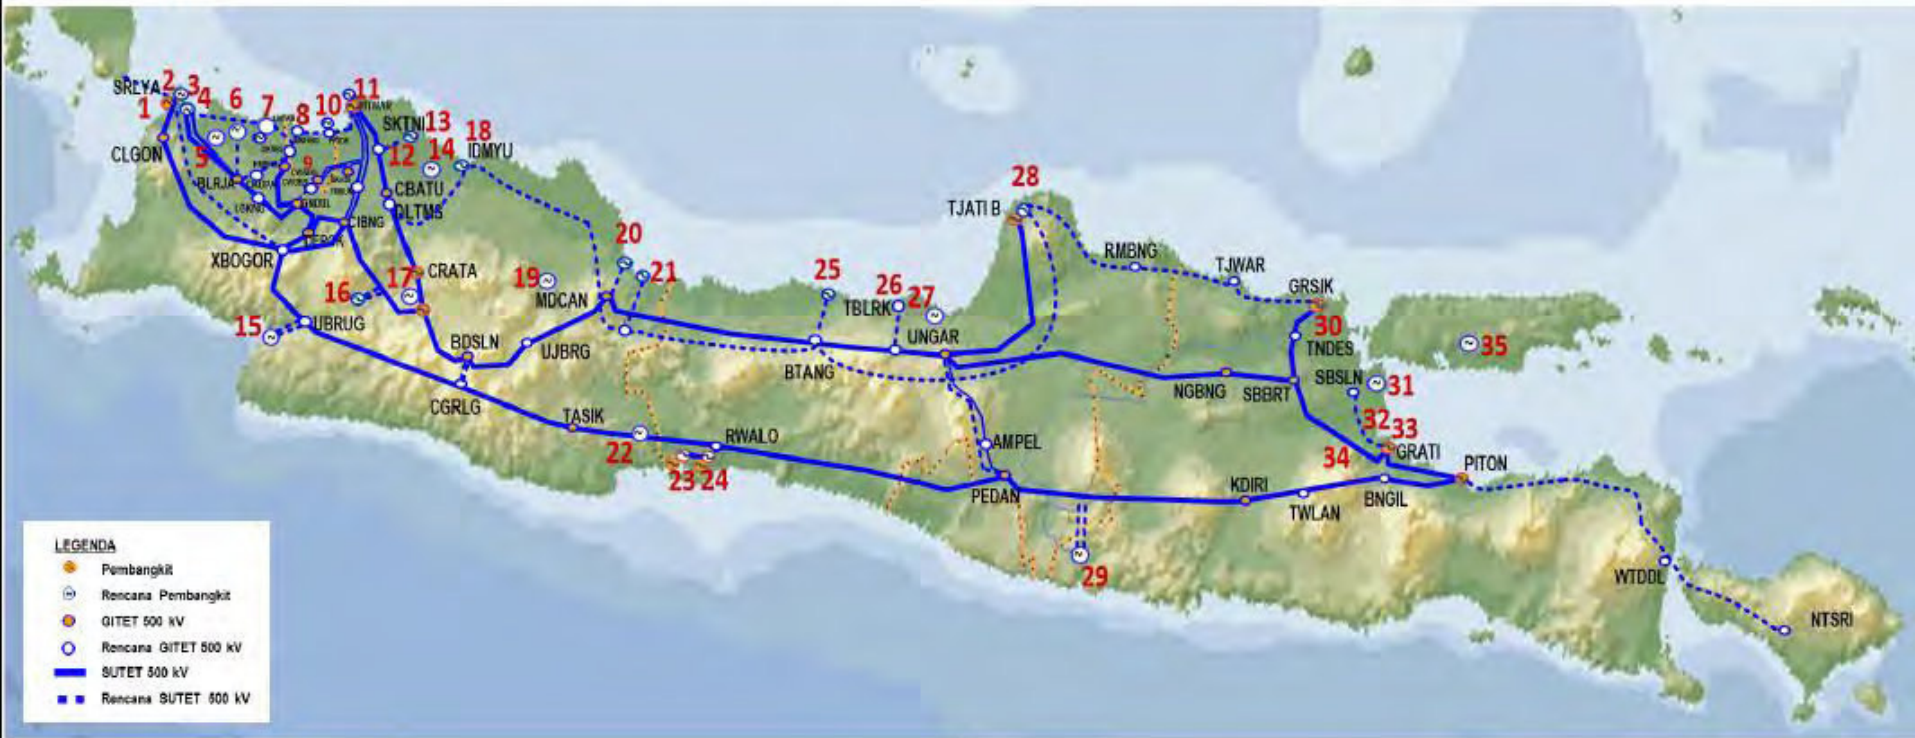 SRLYA
1
2
3
4
5
6
7
8
9
10
11
SKTNI
13
12
14
18
IDMYU
CLGON
BLRJA
LGKNG
GNDUL
CIBNG
CBATU
DLTMS
XBOGOR
CRATA
16
17
15
UBRUG
BDSLN
CGRLG
UJBRG
19
MDCAN
20
21
TASIK
22
RWALO
23
24
25
BTANG
TBLRK
26
27
UNGAR
TJATI B
28
RMBNG
TJWAR
GRSIK
30
TNDES
SBSLN
31
32
33
GRATI
34
35
NGBNG
SBBRT
AMPEL
PEDAN
29
KDIRI
TWLAN
BNGIL
PITON
WTDDL
NTSRI
LEGENDA
Pembangkit
Rencana Pembangkit
GITET 500 kV
Rencana GITET 500 kV
SUTET 500 kV
Rencana SUTET 500 kV